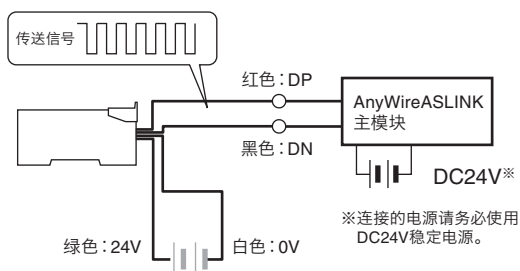 传送信号
红色：DP
AnyWireASLINK
主模块
黑色：DN
DC24V※
※连接的电源请务必使用
DC24V稳定电源。
绿色：24V
白色：0V